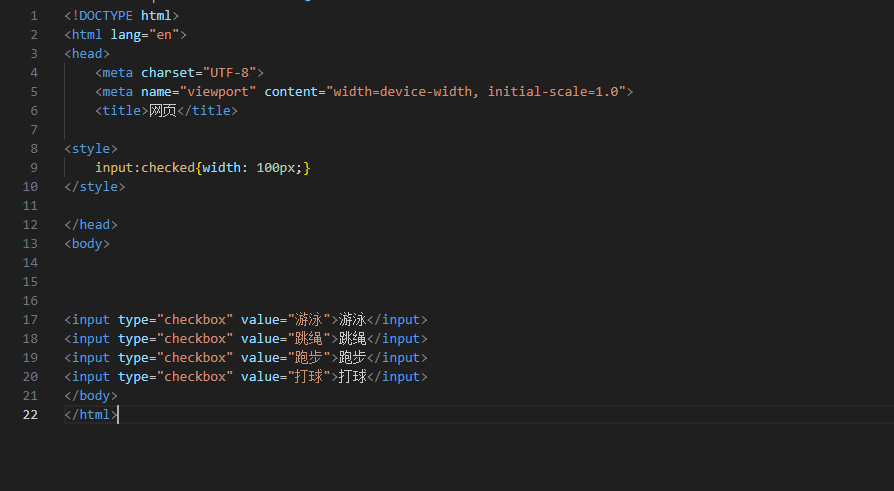 1 <!DOCTYPE html>
2 <html lang="en">
3 <head>
4     <meta charset="UTF-8">
5     <meta name="viewport" content="width=device-width, initial-scale=1.0">
6     <title>网页</title>
7
8 <style>
9     input:checked{width: 100px;}
10 </style>
11
12 </head>
13 <body>
14
15
16
17 <input type="checkbox" value="游泳">游泳</input>
18 <input type="checkbox" value="跳绳">跳绳</input>
19 <input type="checkbox" value="跑步">跑步</input>
20 <input type="checkbox" value="打球">打球</input>
21 </body>
22 </html>